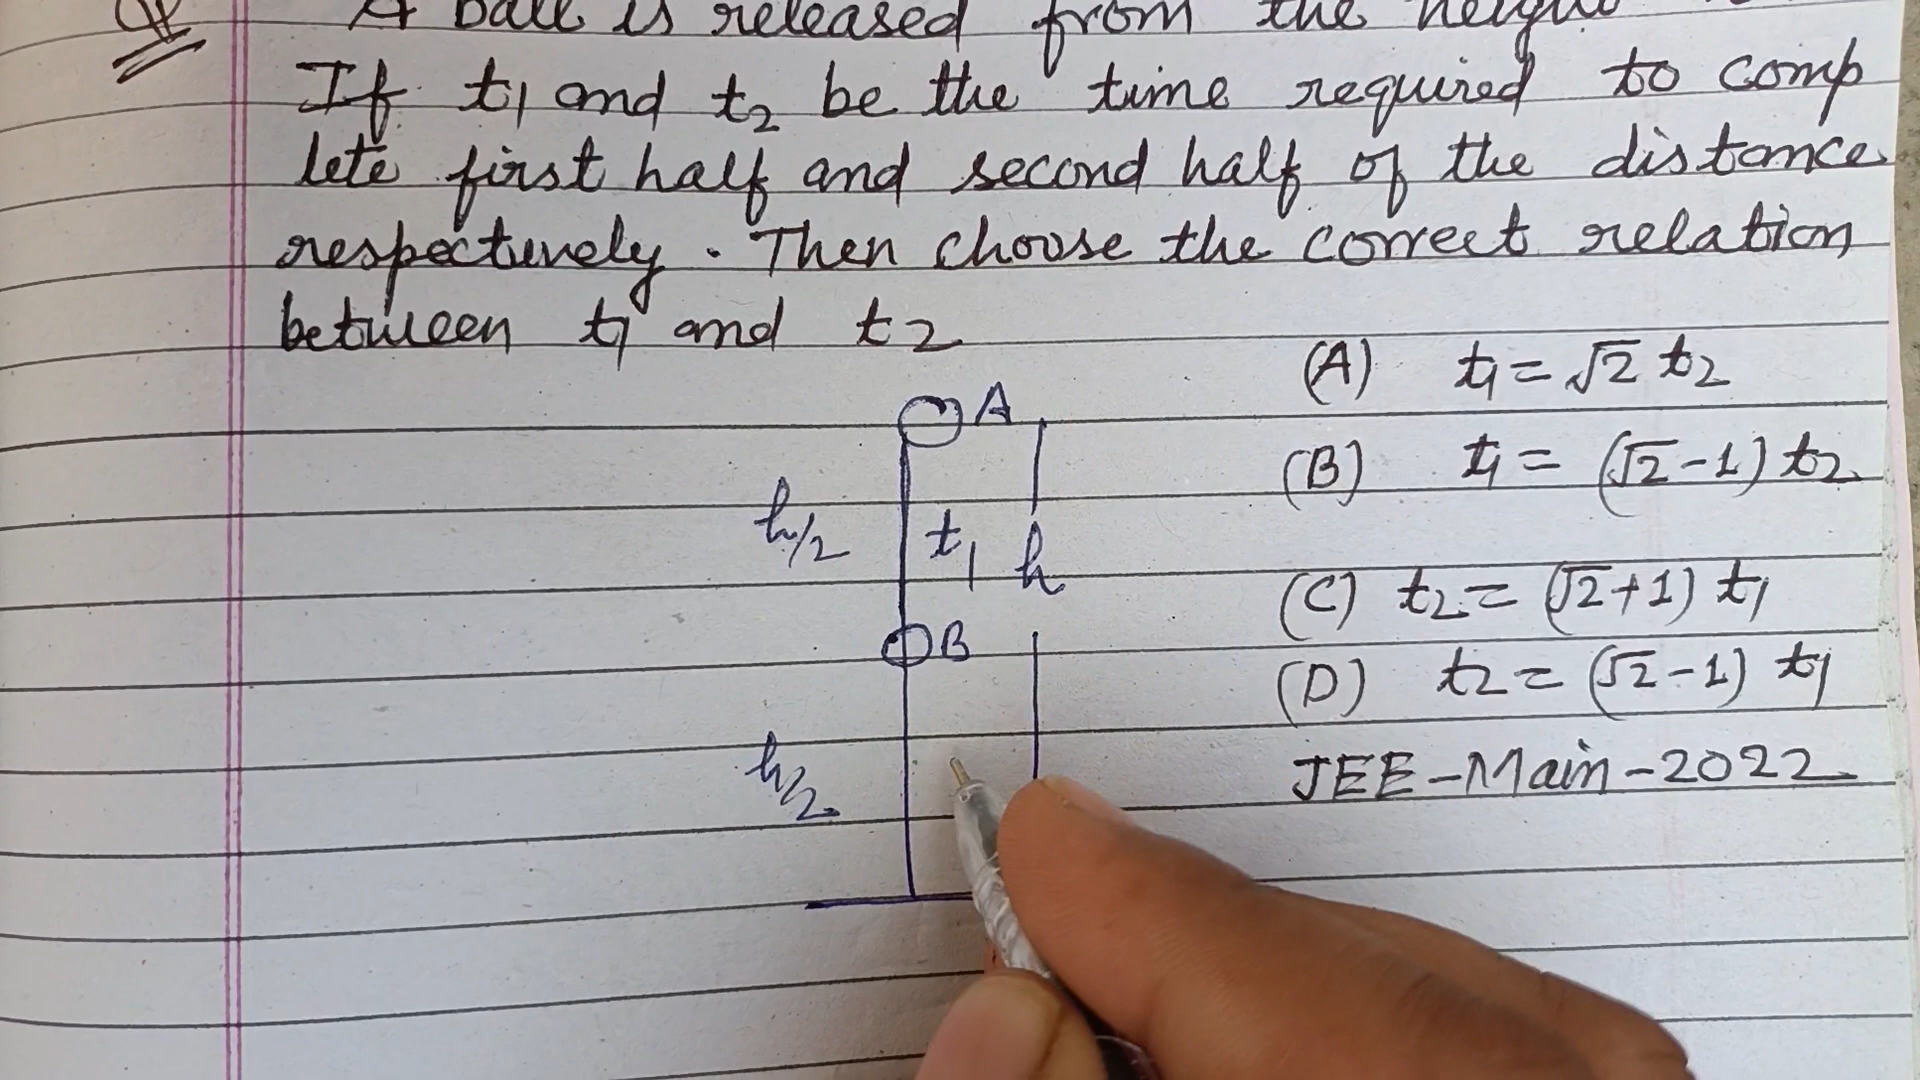 Q
A ball is released from the height
If t1 and t2 be the time required to comp
lete first half and second half of the distance
respectively. Then choose the correct relation
between t1 and t2
(A) t1 = √2 t2
(B) t1 = (√2-1) t2
(C) t2 = (√2+1) t1
(D) t2 = (√2-1) t1
JEE-Main-2022
A
h/2
t1
h
B
h/2